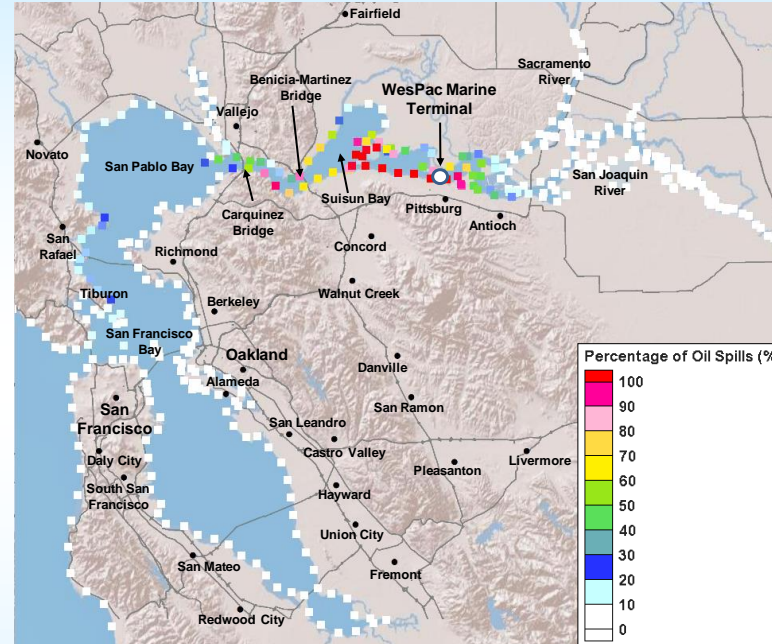 Fairfield
Sacramento
River
Benicia-Martinez
Bridge
WesPac Marine
Terminal
Vallejo
Novato
San Pablo Bay
San Joaquin
River
Suisun Bay
Pittsburg
Carquinez
Bridge
Antioch
San
Rafael
Richmond
Concord
Tiburon
Walnut Creek
Berkeley
San Francisco
Bay
Oakland
Danville
Alameda
San
Francisco
San Ramon
San Leandro
Castro Valley
Daly City
Livermore
Pleasanton
South San
Francisco
Hayward
Union City
San Mateo
Fremont
Redwood City
Percentage of Oil Spills (%
100
90
80
70
60
50
40
30
20
10
0